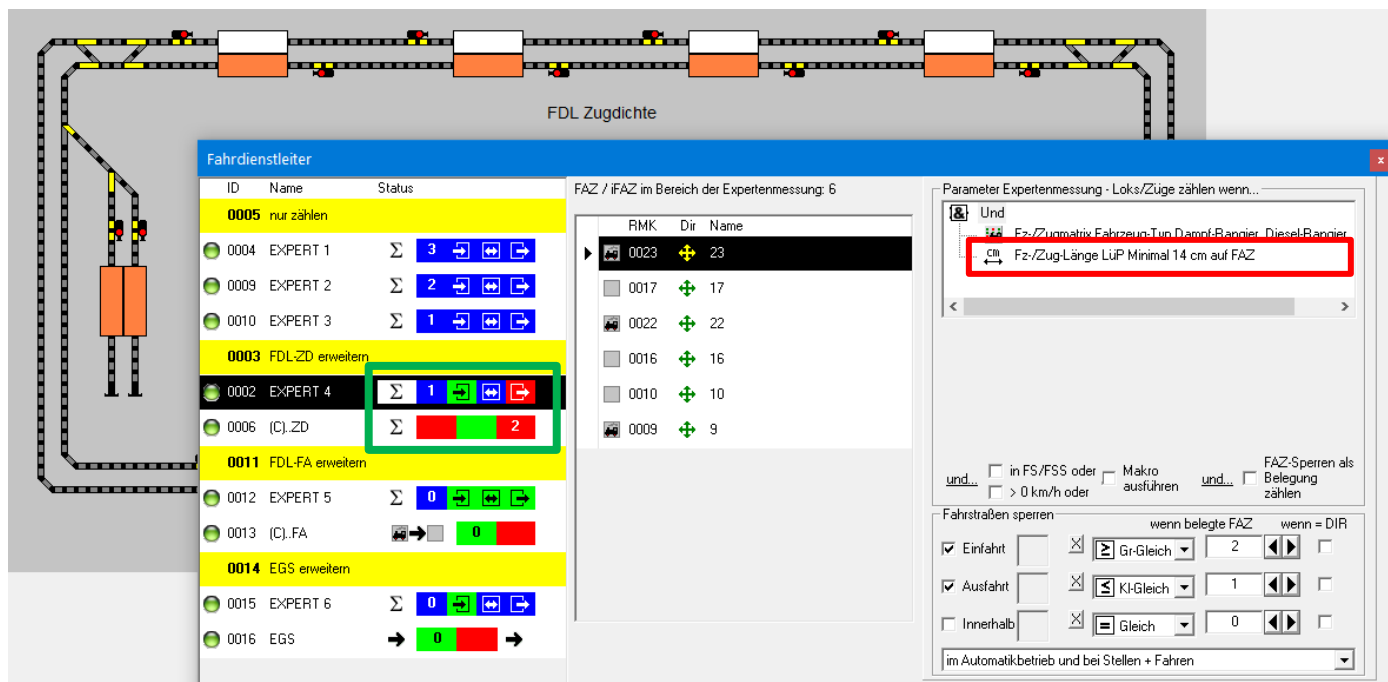 FDL Zugdichte
Fahrdienstleiter
x
ID Name Status
0005 nur zählen
0004 EXPERT 1 Σ 3
0009 EXPERT 2 Σ 2
0010 EXPERT 3 Σ 1
0003 FDL-ZD erweitern
0002 EXPERT 4 Σ 1
0006 (C)..ZD Σ 2
0011 FDL-FA erweitern
0012 EXPERT 5 Σ 0
0013 (C)..FA 0
0014 EGS erweitern
0015 EXPERT 6 Σ 0
0016 EGS 0
FAZ / iFAZ im Bereich der Expertenmessung: 6
RMK Dir Name
0023 23
0017 17
0022 22
0016 16
0010 10
0009 9
Parameter Expertenmessung - Loks/Züge zählen wenn...
& Und
Fz-/Zugmatrix Fahrzeug-Typ Dampf-Rangier, Diesel-Rangier
cm Fz-/Zug-Länge LüP Minimal 14 cm auf FAZ
und... in FS/FSS oder > 0 km/h oder Makro ausführen und... FAZ-Sperren als Belegung zählen
Fahrstraßen sperren wenn belegte FAZ wenn = DIR
Einfahrt X ≥ Gr-Gleich 2
Ausfahrt X ≤ Kl-Gleich 1
Innerhalb X = Gleich 0
im Automatikbetrieb und bei Stellen + Fahren